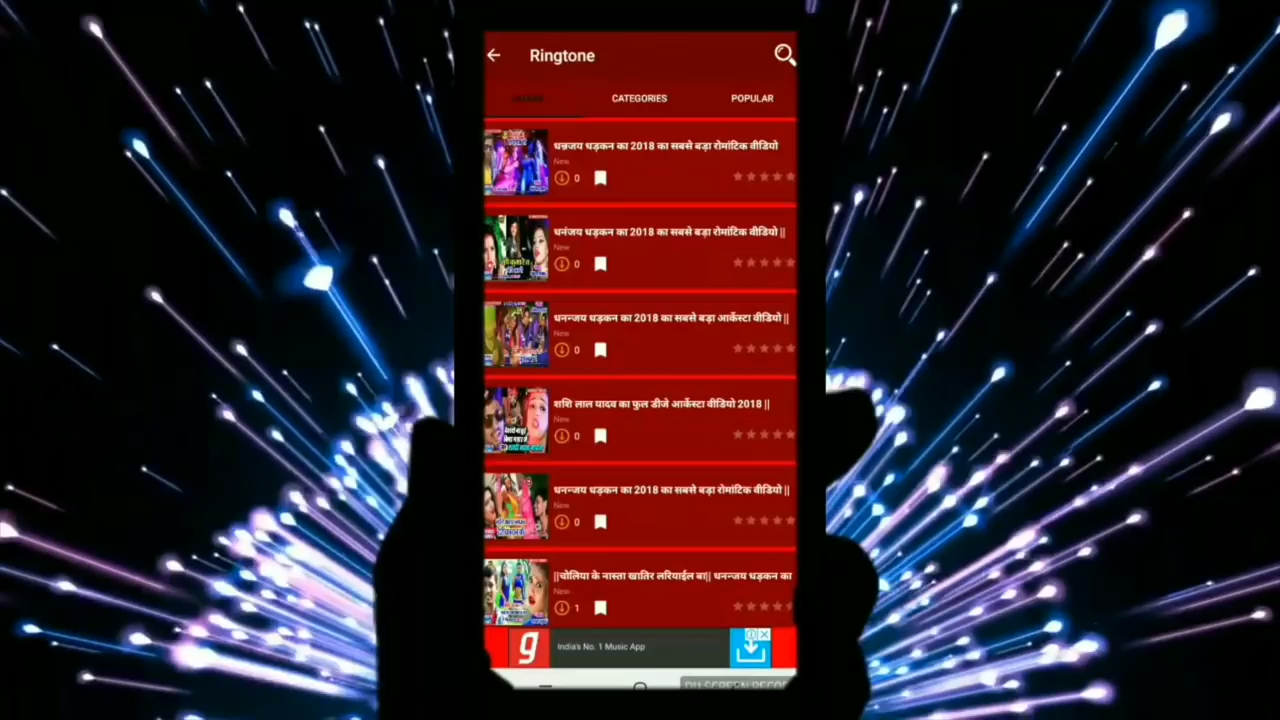 Ringtone
CATEGORIES
POPULAR
धन्नजय धड़कन का 2018 का सबसे बड़ा रोमांटिक वीडियो
New
0
धनंजय धड़कन का 2018 का सबसे बड़ा रोमांटिक वीडियो ||
New
0
धनन्जय धड़कन का 2018 का सबसे बड़ा आर्केस्टा वीडियो ||
New
0
शशि लाल यादव का फुल डीजे आर्केस्टा वीडियो 2018 ||
New
0
धनन्जय धड़कन का 2018 का सबसे बड़ा रोमांटिक वीडियो ||
New
0
||चोलिया के नास्ता खातिर लरियाईल बा|| धनन्जय धड़कन का
New
1
g
India's No. 1 Music App